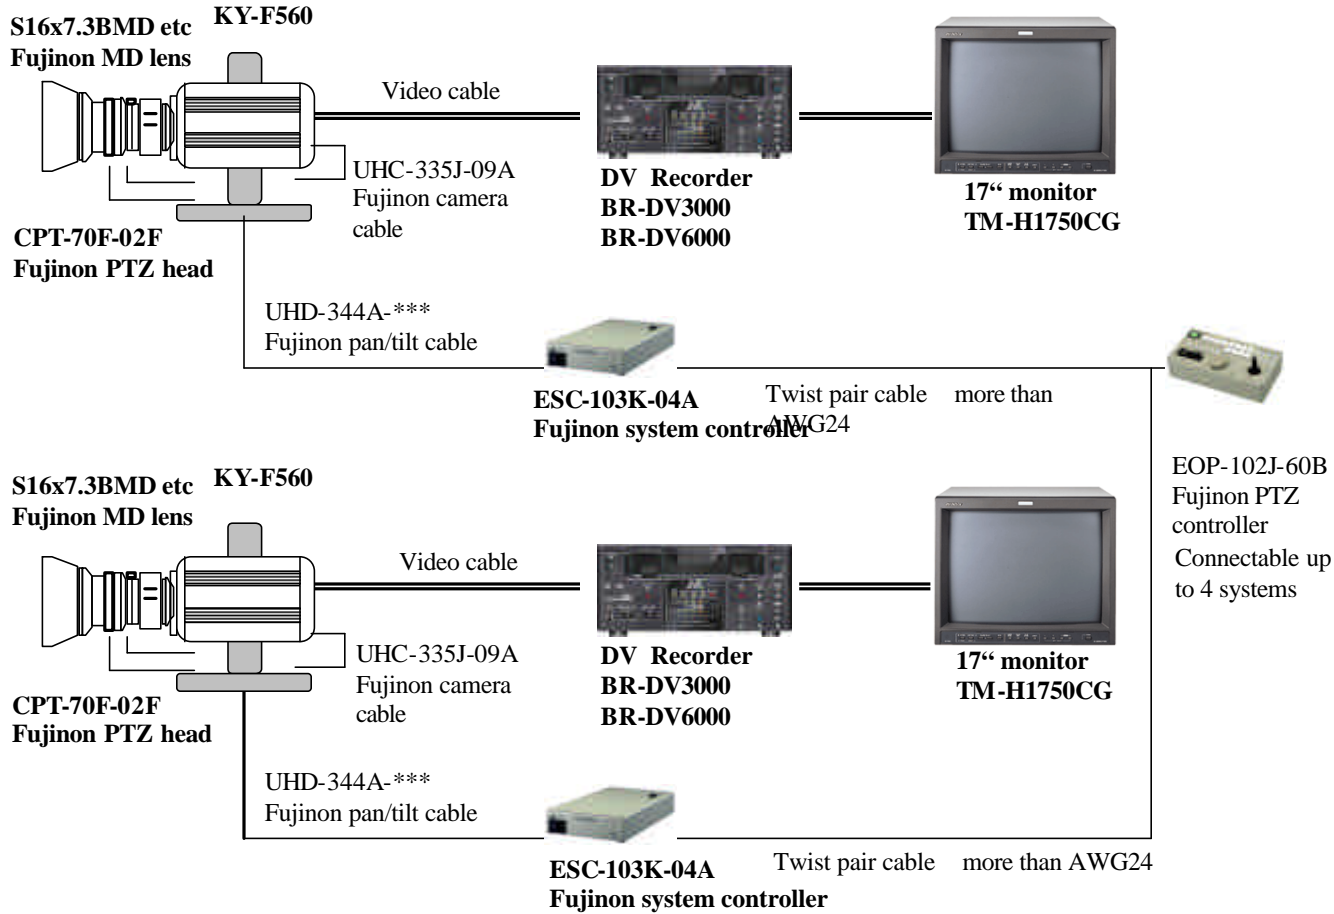 S16x7.3BMD etc
Fujinon MD lens
KY-F560
Video cable
UHC-335J-09A
Fujinon camera
cable
DV Recorder
BR-DV3000
BR-DV6000
17“ monitor
TM-H1750CG
CPT-70F-02F
Fujinon PTZ head
UHD-344A-***
Fujinon pan/tilt cable
ESC-103K-04A
Fujinon system controller
Twist pair cable more than
AWG24
EOP-102J-60B
Fujinon PTZ
controller
Connectable up
to 4 systems
S16x7.3BMD etc
Fujinon MD lens
KY-F560
Video cable
UHC-335J-09A
Fujinon camera
cable
DV Recorder
BR-DV3000
BR-DV6000
17“ monitor
TM-H1750CG
CPT-70F-02F
Fujinon PTZ head
UHD-344A-***
Fujinon pan/tilt cable
ESC-103K-04A
Fujinon system controller
Twist pair cable more than AWG24